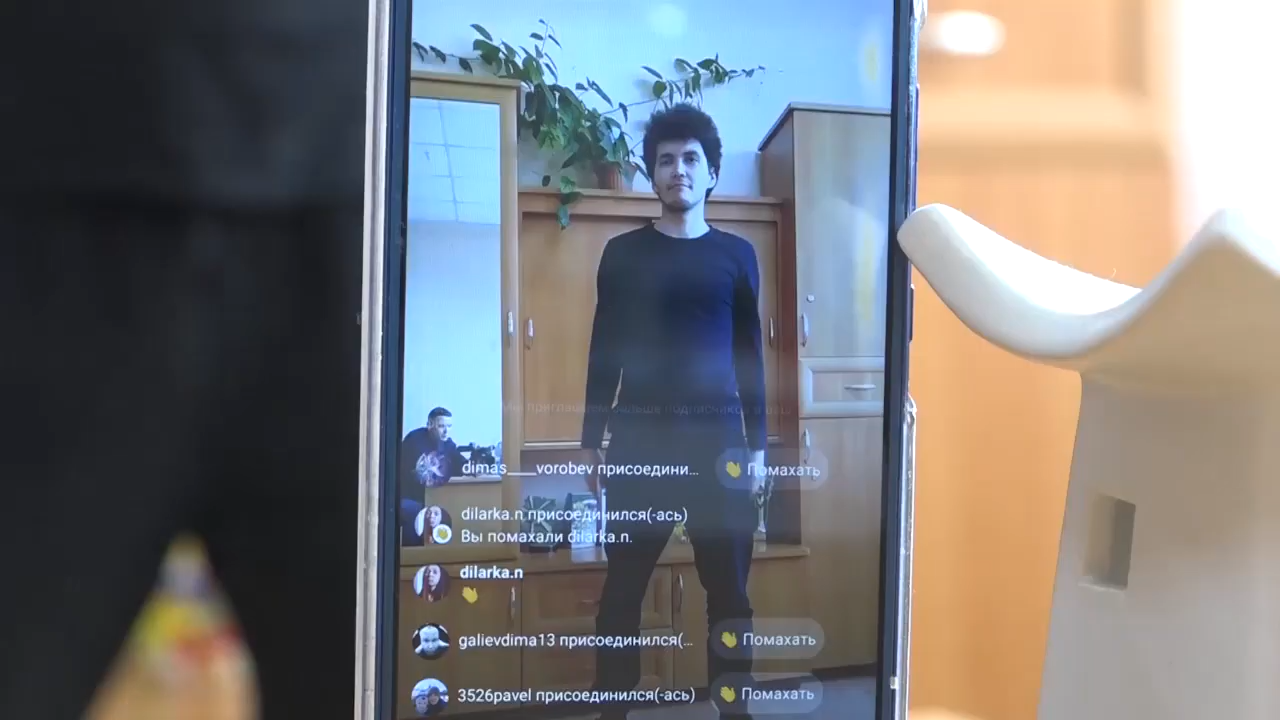 dimas___vorobev присоедини...
Помахать
dilarka.n присоединился(-ась)
Вы помахали dilarka.n.
dilarka.n
galievdima13 присоединился(...
Помахать
3526pavel присоединился(-ась)
Помахать